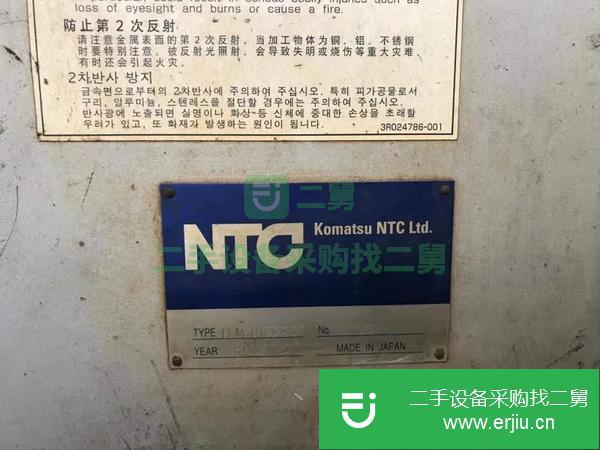 loss of eyesight and burns or cause a fire.
防止第2次反射
请注意金属表面的第2次反射。当加工物体为铜、铝、不锈钢
时要特别注意。被反射光照射，会导致失明或烧伤等重大灾难，
有时还会引起火灾。
2차반사 방지
금속면으로부터의 2차반사에 주의하여 주십시오. 특히 피가공물로서
구리, 알루미늄, 스테레스를 절단할 경우에는 주의하여 주십시오.
반사광에 노출되면 실명이나 화상~등 신체에 중대한 손상을 초래할
우려가 있고, 또 화재가 발생하는 원인이 됩니다.
3R024786-001
二舅
NTC Komatsu NTC Ltd.
二手设备采购找二舅
TYPE No.
YEAR MADE IN JAPAN
二手设备采购找二舅
www.erjiu.cn